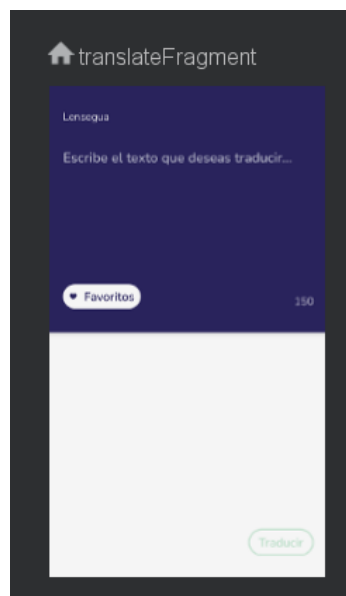 translateFragment
Lensegua
Escribe el texto que deseas traducir...
Favoritos
150
Traducir